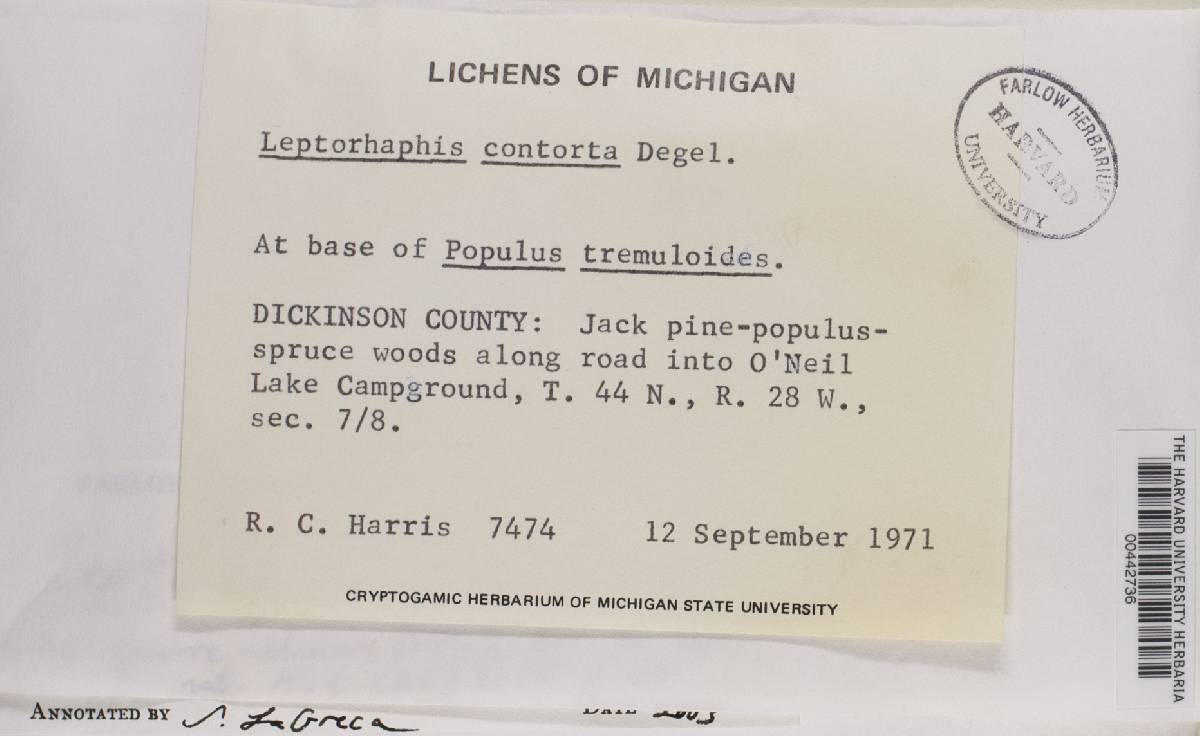 LICHENS OF MICHIGAN
FARLOW HERBARIUM
HARVARD
UNIVERSITY
Leptorhaphis contorta Degel.
At base of Populus tremuloides.
DICKINSON COUNTY: Jack pine-populus-
spruce woods along road into O'Neil
Lake Campground, T. 44 N., R. 28 W.,
sec. 7/8.
R. C. Harris 7474 12 September 1971
CRYPTOGAMIC HERBARIUM OF MICHIGAN STATE UNIVERSITY
THE HARVARD UNIVERSITY HERBARIA
00442736
ANNOTATED BY S. LaGreca